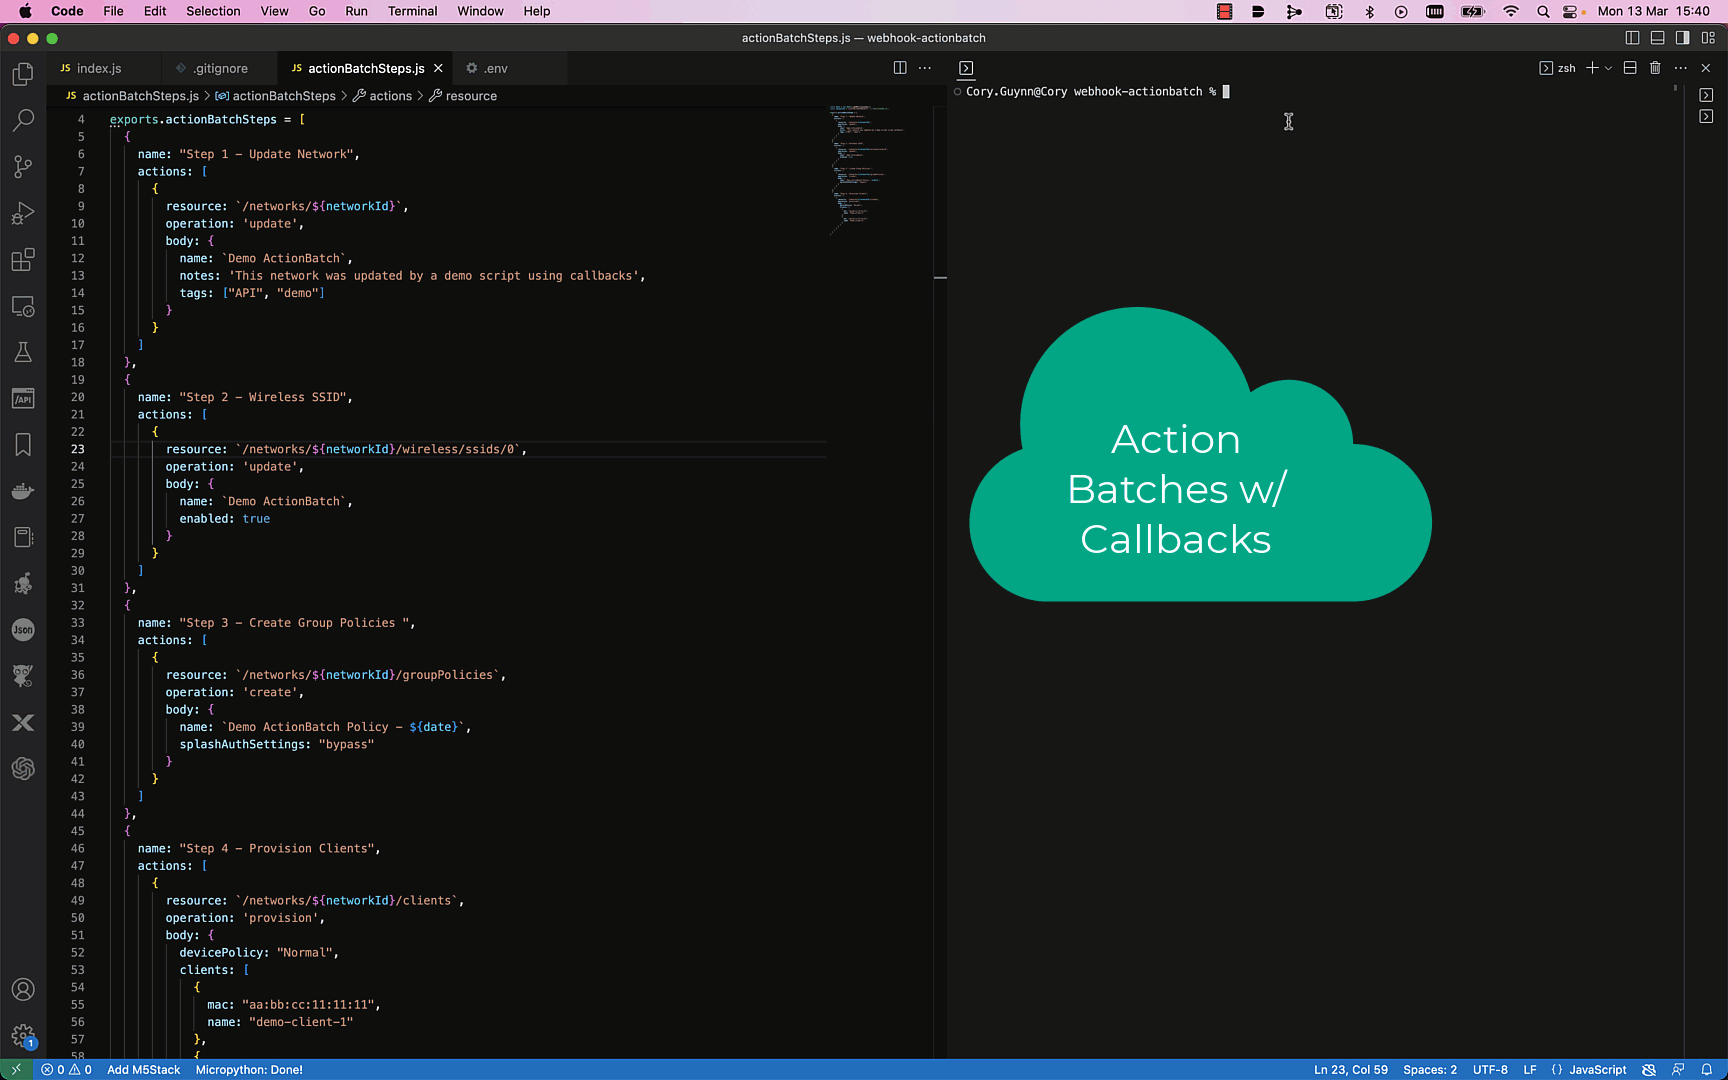 Code File Edit Selection View Go Run Terminal Window Help Mon 13 Mar 15:40
actionBatchSteps.js — webhook-actionbatch
JS index.js .gitignore JS actionBatchSteps.js .env
JS actionBatchSteps.js > actionBatchSteps > actions > resource
4 exports.actionBatchSteps = [
5 {
6 name: "Step 1 – Update Network",
7 actions: [
8 {
9 resource: `/networks/${networkId}`,
10 operation: 'update',
11 body: {
12 name: `Demo ActionBatch`,
13 notes: 'This network was updated by a demo script using callbacks',
14 tags: ["API", "demo"]
15 }
16 }
17 ]
18 },
19 {
20 name: "Step 2 – Wireless SSID",
21 actions: [
22 {
23 resource: `/networks/${networkId}/wireless/ssids/0`,
24 operation: 'update',
25 body: {
26 name: `Demo ActionBatch`,
27 enabled: true
28 }
29 }
30 ]
31 },
32 {
33 name: "Step 3 – Create Group Policies ",
34 actions: [
35 {
36 resource: `/networks/${networkId}/groupPolicies`,
37 operation: 'create',
38 body: {
39 name: `Demo ActionBatch Policy – ${date}`,
40 splashAuthSettings: "bypass"
41 }
42 }
43 ]
44 },
45 {
46 name: "Step 4 – Provision Clients",
47 actions: [
48 {
49 resource: `/networks/${networkId}/clients`,
50 operation: 'provision',
51 body: {
52 devicePolicy: "Normal",
53 clients: [
54 {
55 mac: "aa:bb:cc:11:11:11",
56 name: "demo-client-1"
57 },
58 {
/API
Json
1
zsh
Cory.Guynn@Cory webhook-actionbatch %
Action
Batches w/
Callbacks
0 0 Add M5Stack Micropython: Done! Ln 23, Col 59 Spaces: 2 UTF-8 LF {} JavaScript